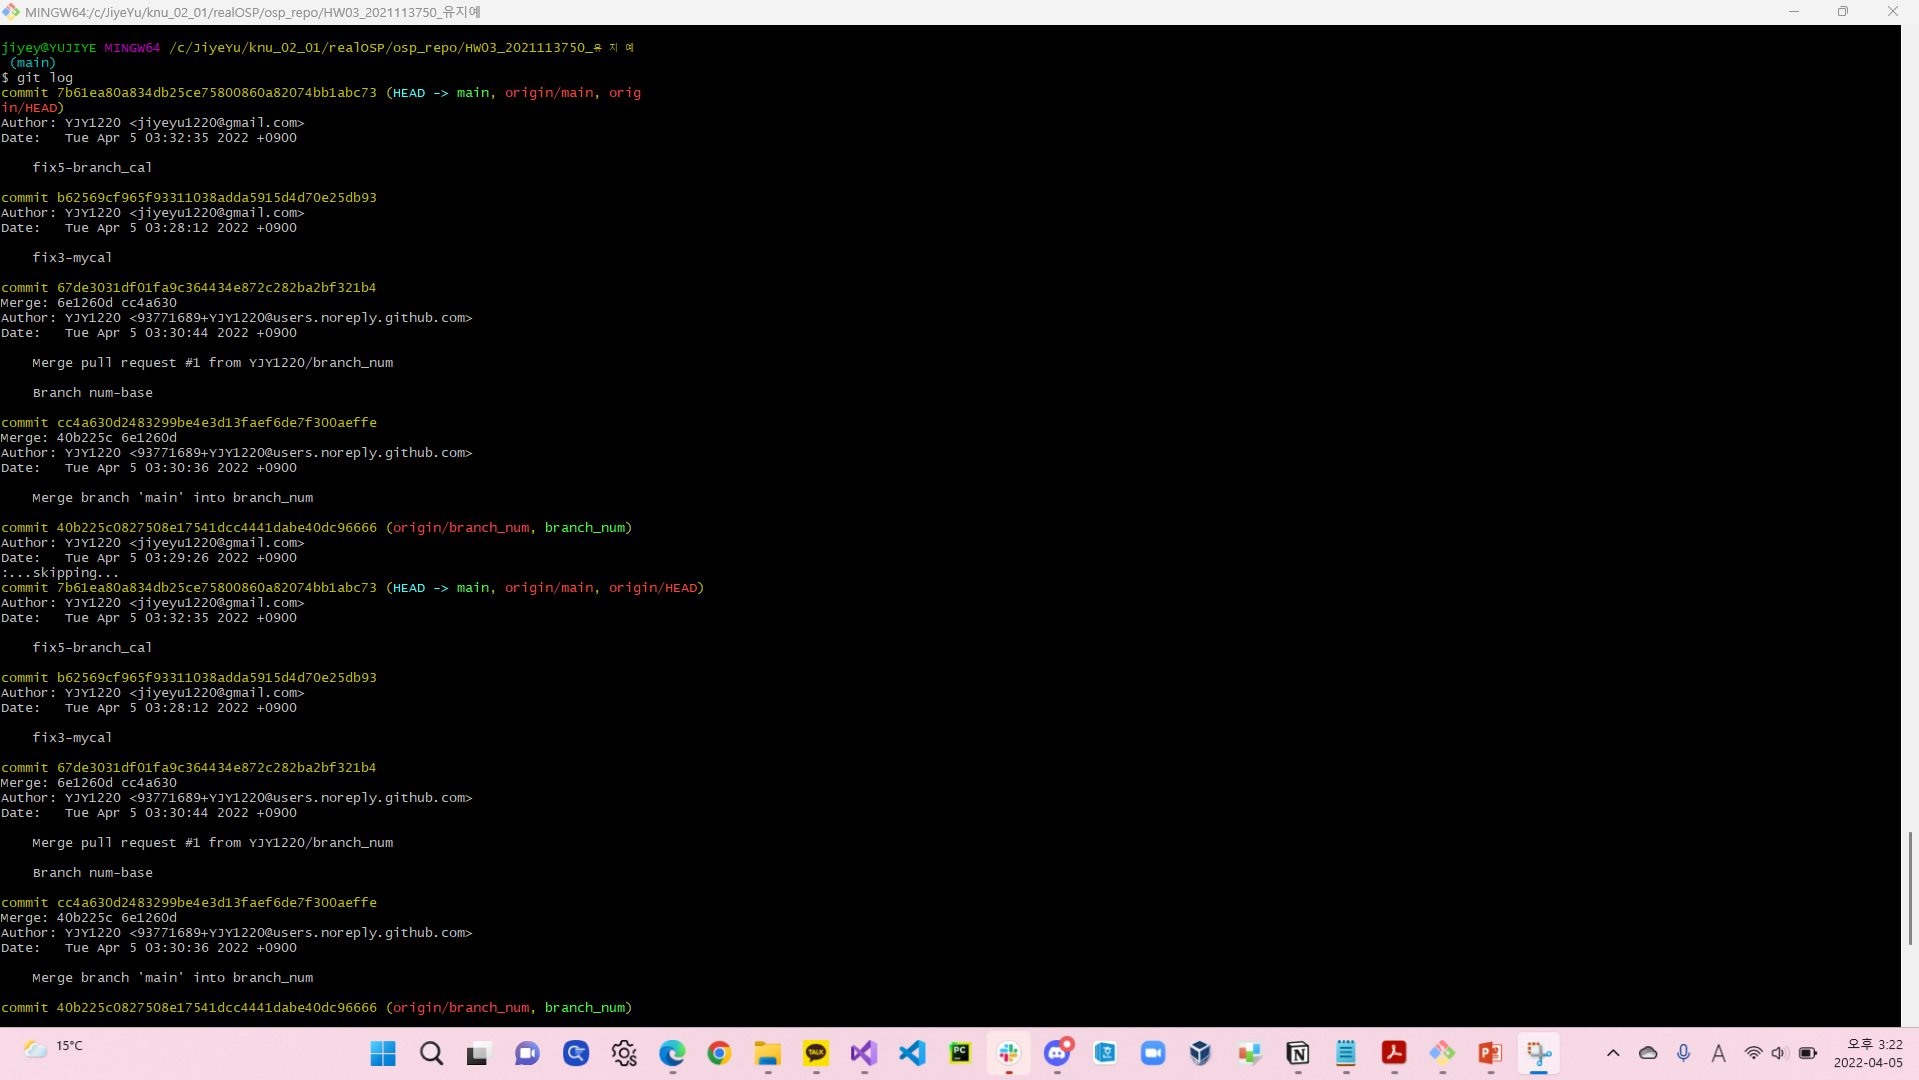 MINGW64:/c/JiyeYu/knu_02_01/realOSP/osp_repo/HW03_2021113750_유지예
jiyey@YUJIYE MINGW64 /c/JiyeYu/knu_02_01/realOSP/osp_repo/HW03_2021113750_유지예
(main)
$ git log
commit 7b61ea80a834db25ce75800860a82074bb1abc73 (HEAD -> main, origin/main, orig
in/HEAD)
Author: YJY1220 <jiyeyu1220@gmail.com>
Date:   Tue Apr 5 03:32:35 2022 +0900
fix5-branch_cal
commit b62569cf965f93311038adda5915d4d70e25db93
Author: YJY1220 <jiyeyu1220@gmail.com>
Date:   Tue Apr 5 03:28:12 2022 +0900
fix3-mycal
commit 67de3031df01fa9c364434e872c282ba2bf321b4
Merge: 6e1260d cc4a630
Author: YJY1220 <93771689+YJY1220@users.noreply.github.com>
Date:   Tue Apr 5 03:30:44 2022 +0900
Merge pull request #1 from YJY1220/branch_num
Branch num-base
commit cc4a630d2483299be4e3d13faef6de7f300aeffe
Merge: 40b225c 6e1260d
Author: YJY1220 <93771689+YJY1220@users.noreply.github.com>
Date:   Tue Apr 5 03:30:36 2022 +0900
Merge branch 'main' into branch_num
commit 40b225c0827508e17541dcc4441dabe40dc96666 (origin/branch_num, branch_num)
Author: YJY1220 <jiyeyu1220@gmail.com>
Date:   Tue Apr 5 03:29:26 2022 +0900
:...skipping...
commit 7b61ea80a834db25ce75800860a82074bb1abc73 (HEAD -> main, origin/main, origin/HEAD)
Author: YJY1220 <jiyeyu1220@gmail.com>
Date:   Tue Apr 5 03:32:35 2022 +0900
fix5-branch_cal
commit b62569cf965f93311038adda5915d4d70e25db93
Author: YJY1220 <jiyeyu1220@gmail.com>
Date:   Tue Apr 5 03:28:12 2022 +0900
fix3-mycal
commit 67de3031df01fa9c364434e872c282ba2bf321b4
Merge: 6e1260d cc4a630
Author: YJY1220 <93771689+YJY1220@users.noreply.github.com>
Date:   Tue Apr 5 03:30:44 2022 +0900
Merge pull request #1 from YJY1220/branch_num
Branch num-base
commit cc4a630d2483299be4e3d13faef6de7f300aeffe
Merge: 40b225c 6e1260d
Author: YJY1220 <93771689+YJY1220@users.noreply.github.com>
Date:   Tue Apr 5 03:30:36 2022 +0900
Merge branch 'main' into branch_num
commit 40b225c0827508e17541dcc4441dabe40dc96666 (origin/branch_num, branch_num)
15°C
TALK
PC
A
오후 3:22
2022-04-05